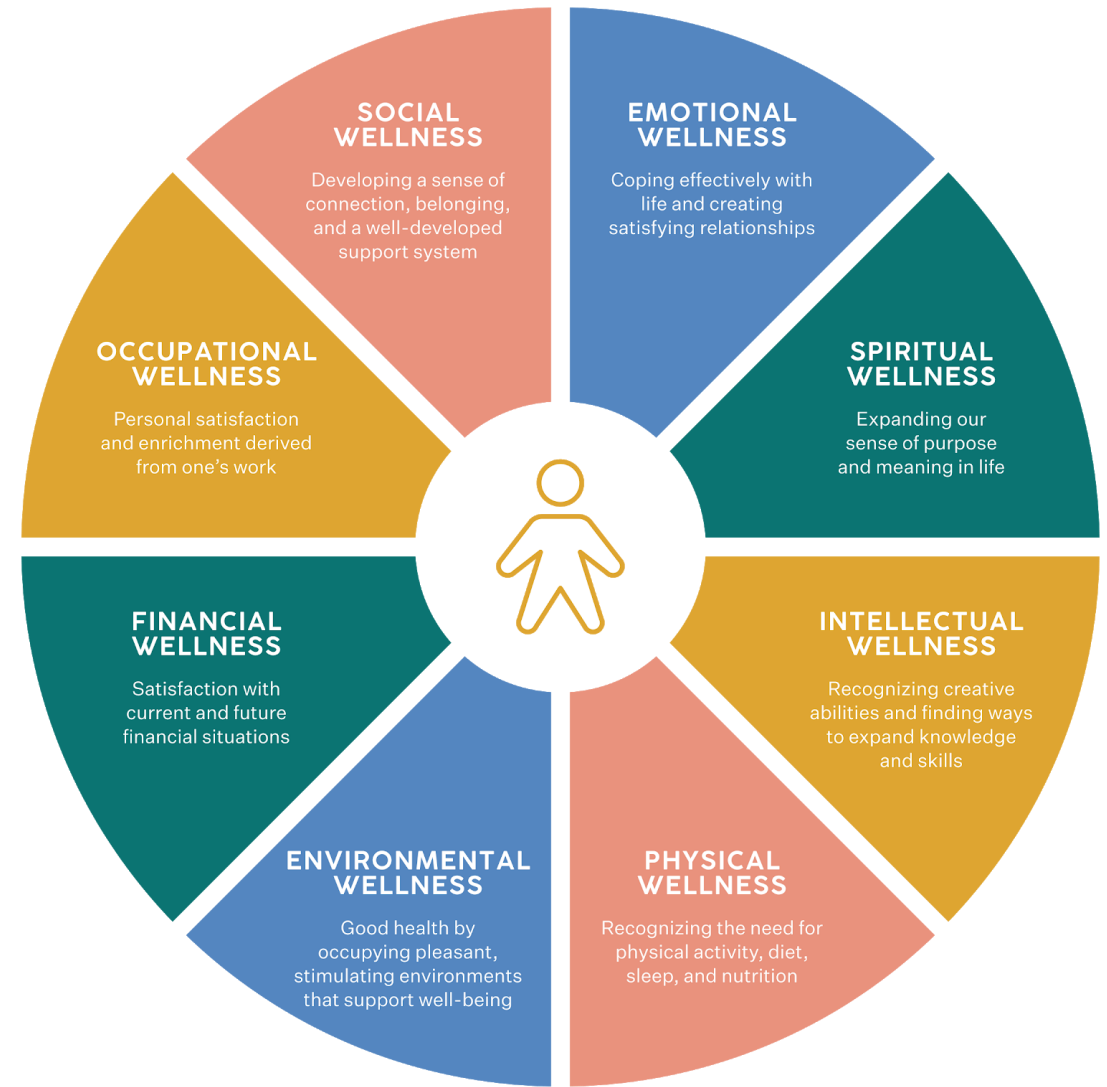 SOCIAL
WELLNESS
Developing a sense of
connection, belonging,
and a well-developed
support system
EMOTIONAL
WELLNESS
Coping effectively with
life and creating
satisfying relationships
OCCUPATIONAL
WELLNESS
Personal satisfaction
and enrichment derived
from one’s work
SPIRITUAL
WELLNESS
Expanding our
sense of purpose
and meaning in life
FINANCIAL
WELLNESS
Satisfaction with
current and future
financial situations
INTELLECTUAL
WELLNESS
Recognizing creative
abilities and finding ways
to expand knowledge
and skills
ENVIRONMENTAL
WELLNESS
Good health by
occupying pleasant,
stimulating environments
that support well-being
PHYSICAL
WELLNESS
Recognizing the need for
physical activity, diet,
sleep, and nutrition